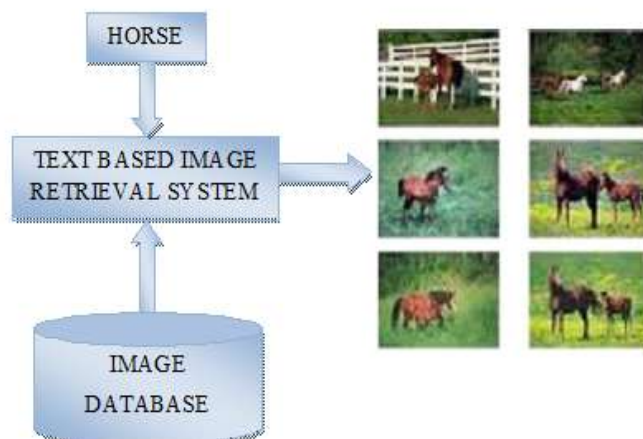 HORSE
TEXT BASED IMAGE
RETRIEVAL SYSTEM
IMAGE
DATABASE